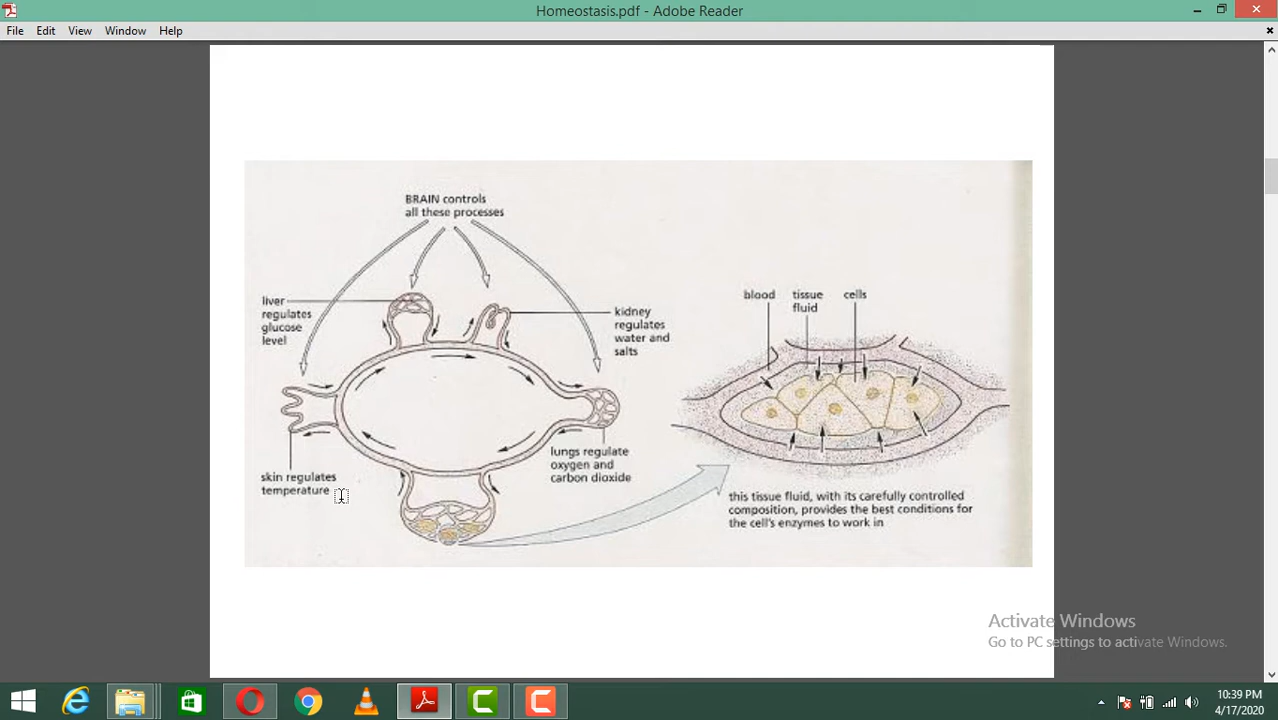 Homeostasis.pdf - Adobe Reader
File Edit View Window Help
BRAIN controls
all these processes
liver
regulates
glucose
level
kidney
regulates
water and
salts
skin regulates
temperature
lungs regulate
oxygen and
carbon dioxide
blood
tissue
fluid
cells
this tissue fluid, with its carefully controlled
composition, provides the best conditions for
the cell's enzymes to work in
Activate Windows
Go to PC settings to activate Windows.
10:39 PM
4/17/2020